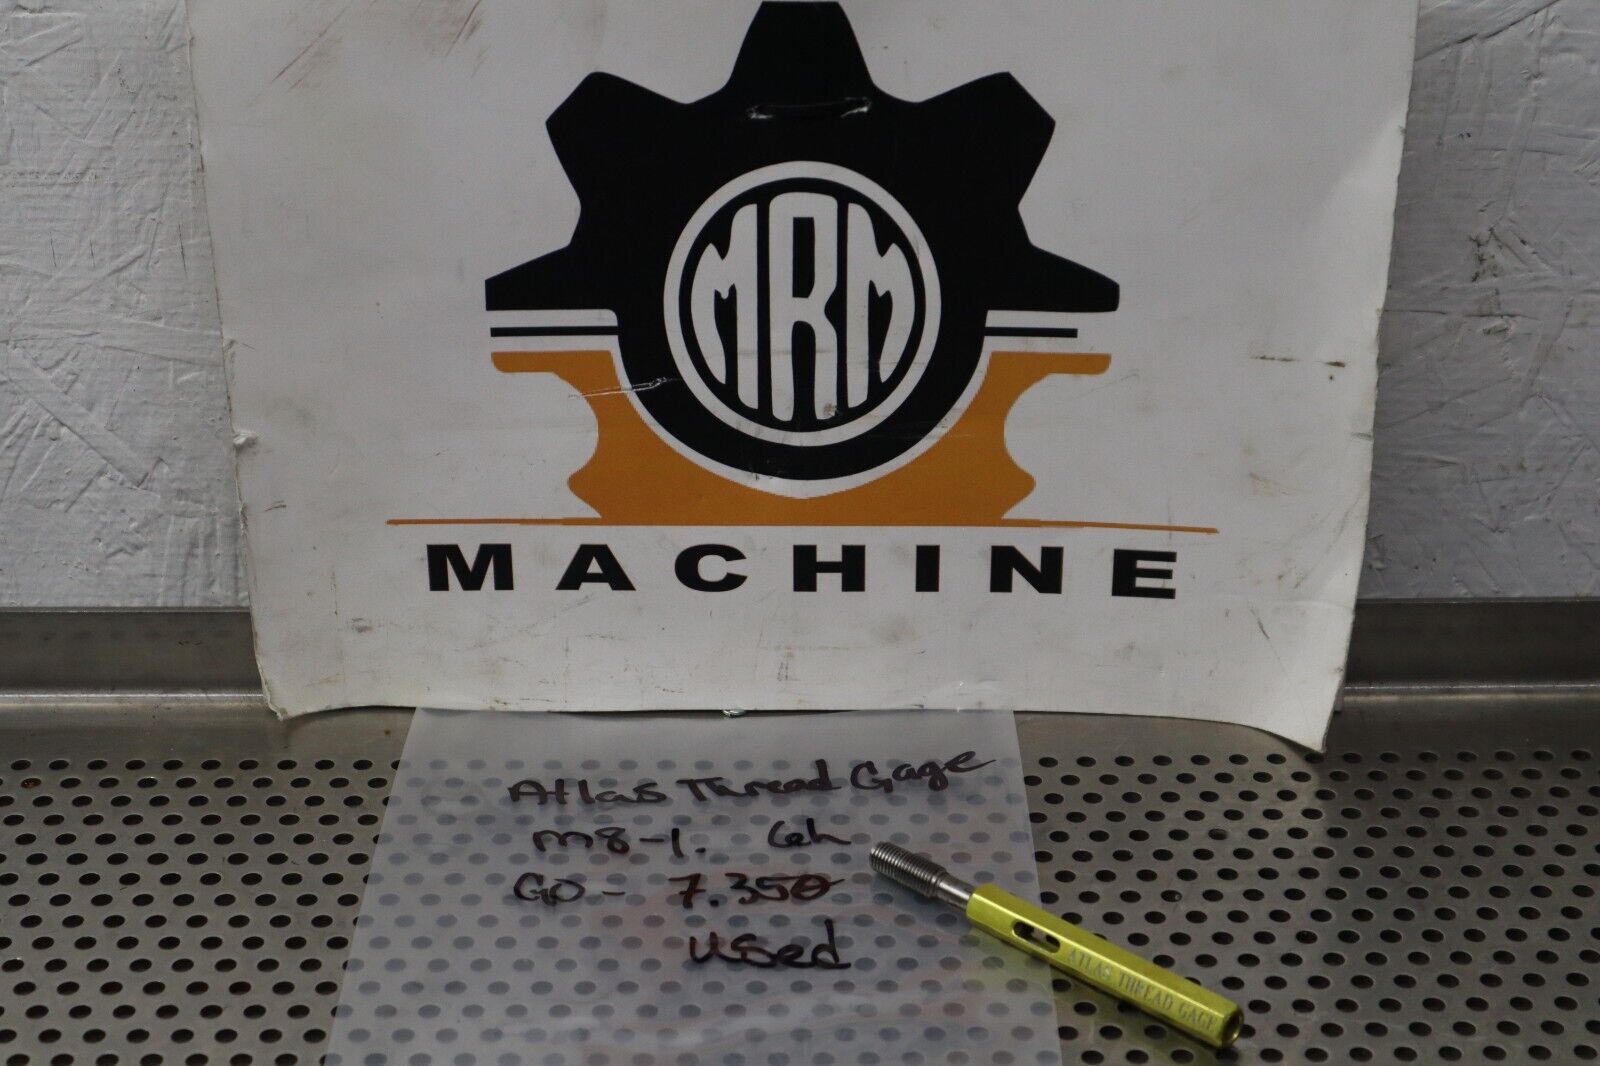 MRM
MACHINE
Atlas Thread Gage
M8-1. 6h
GO - 7.350
used
ATLAS THREAD GAGE